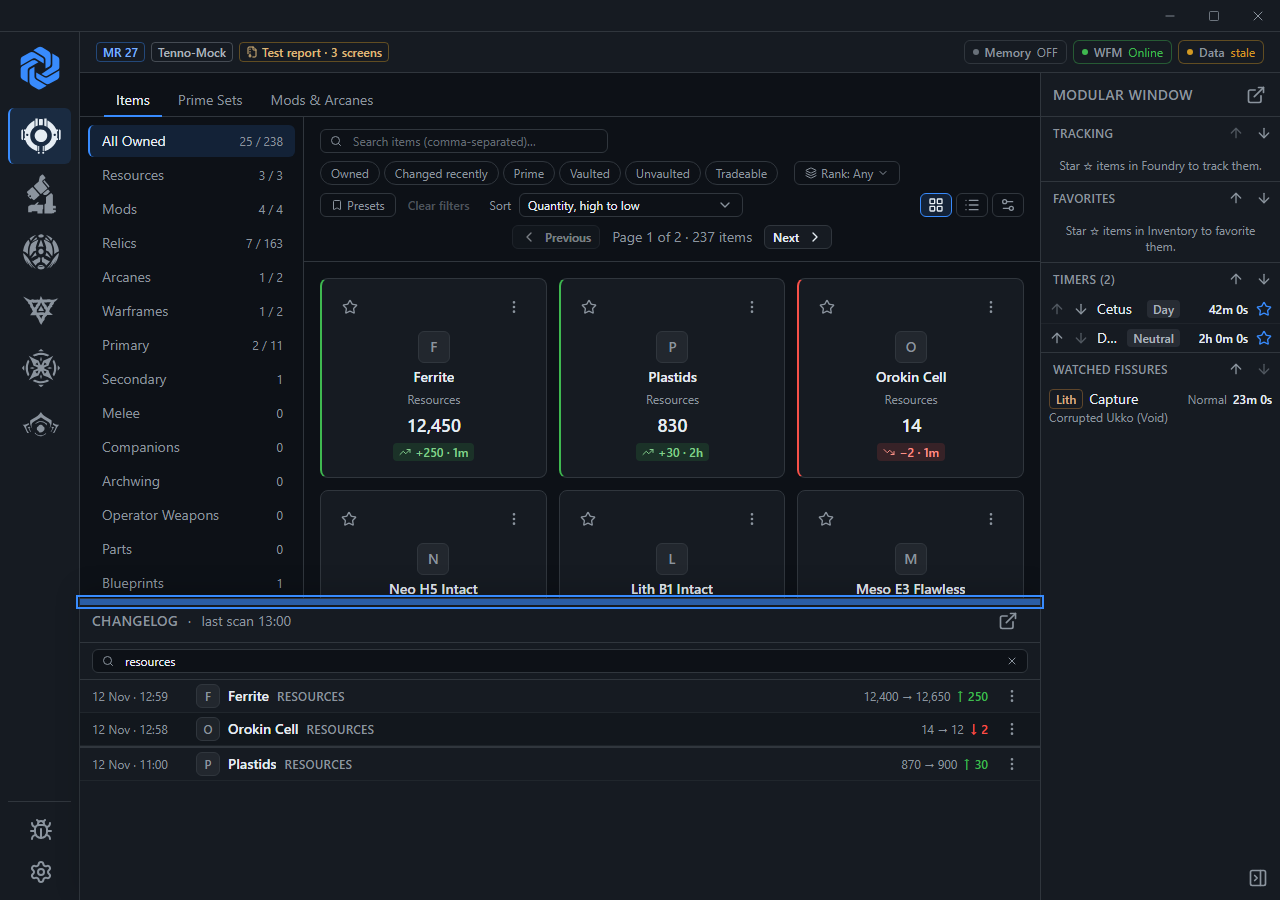 MR 27
Tenno-Mock
Test report · 3 screens
Memory OFF
WFM Online
Data stale
Items
Prime Sets
Mods & Arcanes
All Owned 25 / 238
Resources 3 / 3
Mods 4 / 4
Relics 7 / 163
Arcanes 1 / 2
Warframes 1 / 2
Primary 2 / 11
Secondary 1
Melee 0
Companions 0
Archwing 0
Operator Weapons 0
Parts 0
Blueprints 1
Search items (comma-separated)...
Owned
Changed recently
Prime
Vaulted
Unvaulted
Tradeable
Rank: Any
Presets
Clear filters
Sort
Quantity, high to low
Previous
Page 1 of 2 · 237 items
Next
F
Ferrite
Resources
12,450
+250 · 1m
P
Plastids
Resources
830
+30 · 2h
O
Orokin Cell
Resources
14
−2 · 1m
N
Neo H5 Intact
L
Lith B1 Intact
M
Meso E3 Flawless
CHANGELOG · last scan 13:00
resources
12 Nov · 12:59 F Ferrite RESOURCES 12,400 → 12,650 ↑ 250
12 Nov · 12:58 O Orokin Cell RESOURCES 14 → 12 ↓ 2
12 Nov · 11:00 P Plastids RESOURCES 870 → 900 ↑ 30
MODULAR WINDOW
TRACKING
Star ☆ items in Foundry to track them.
FAVORITES
Star ☆ items in Inventory to favorite
them.
TIMERS (2)
Cetus Day 42m 0s
D... Neutral 2h 0m 0s
WATCHED FISSURES
Lith Capture Normal 23m 0s
Corrupted Ukko (Void)